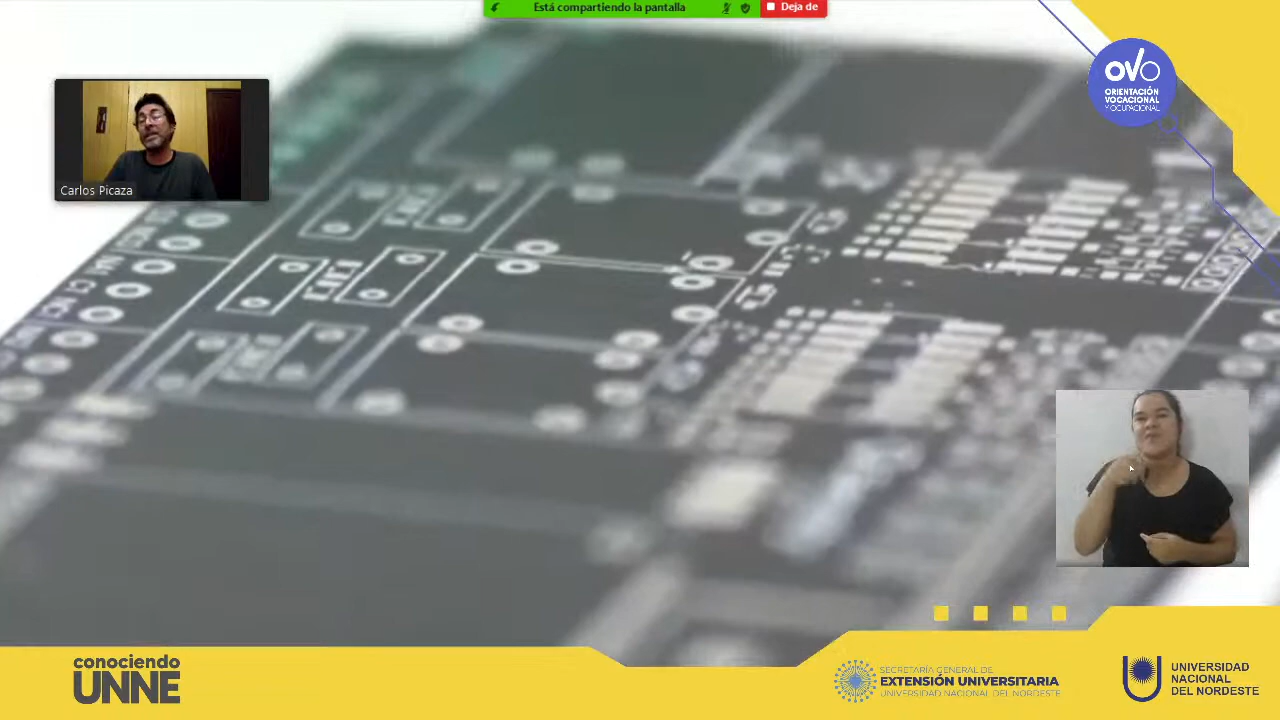 Está compartiendo la pantalla
Deja de
OVO
ORIENTACIÓN
VOCACIONAL
Y OCUPACIONAL
Carlos Picaza
conociendo
UNNE
SECRETARÍA GENERAL DE
EXTENSIÓN UNIVERSITARIA
UNIVERSIDAD NACIONAL DEL NORDESTE
UNIVERSIDAD
NACIONAL
DEL NORDESTE